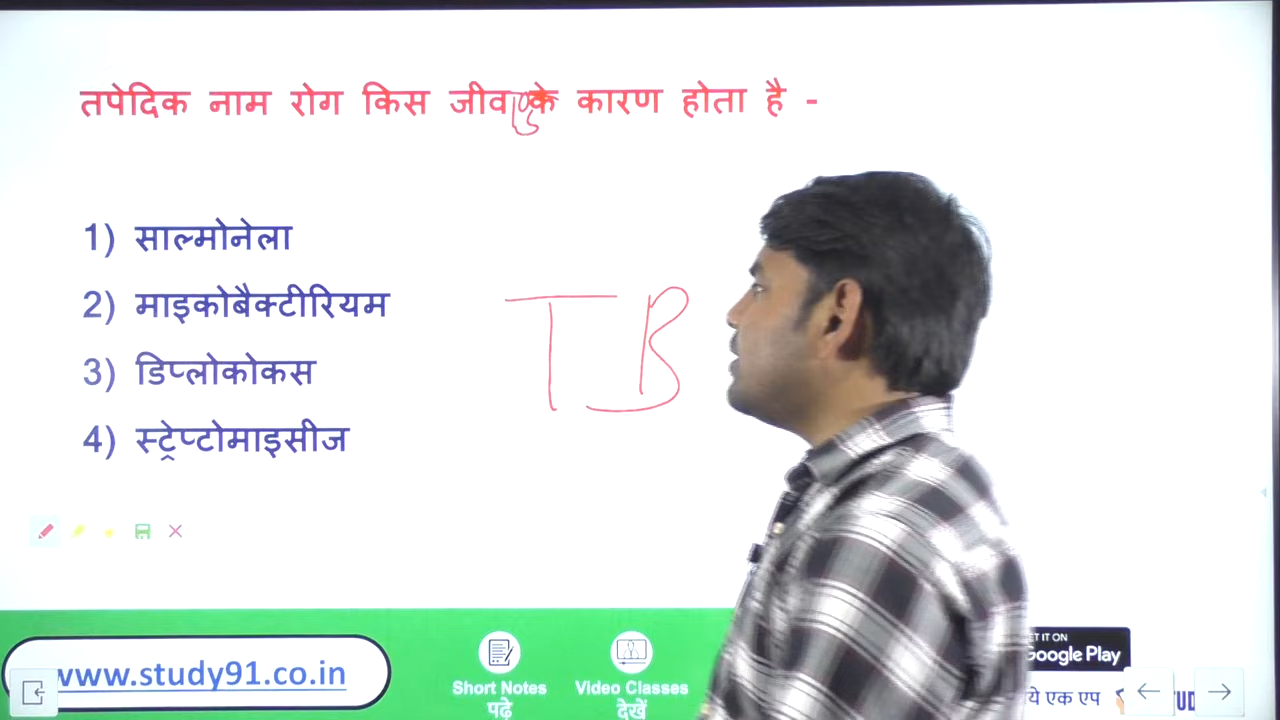 तपेदिक नाम रोग किस जीवाणु के कारण होता है -
1) साल्मोनेला
2) माइकोबैक्टीरियम
3) डिप्लोकोकस
4) स्ट्रेप्टोमाइसीज
TB
www.study91.co.in
Short Notes
पढ़े
Video Classes
देखें
GET IT ON
Google Play
ये एक एप